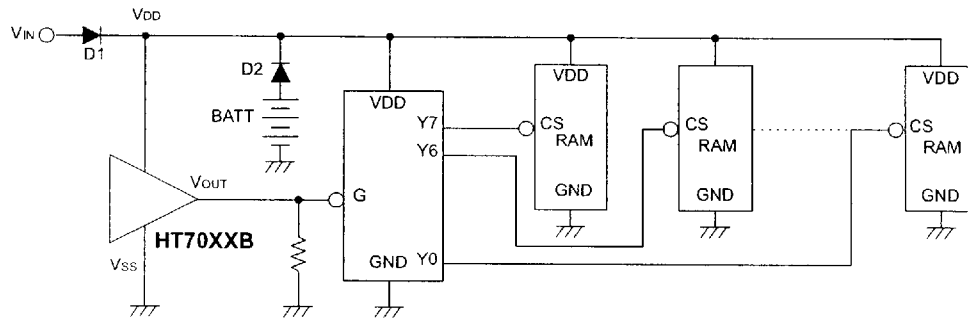 VIN
D1
VDD
D2
BATT
VDD
Y7
Y6
G
GND
Y0
VDD
CS
RAM
GND
CS
RAM
GND
VDD
CS
RAM
GND
VOUT
HT70XXB
VSS